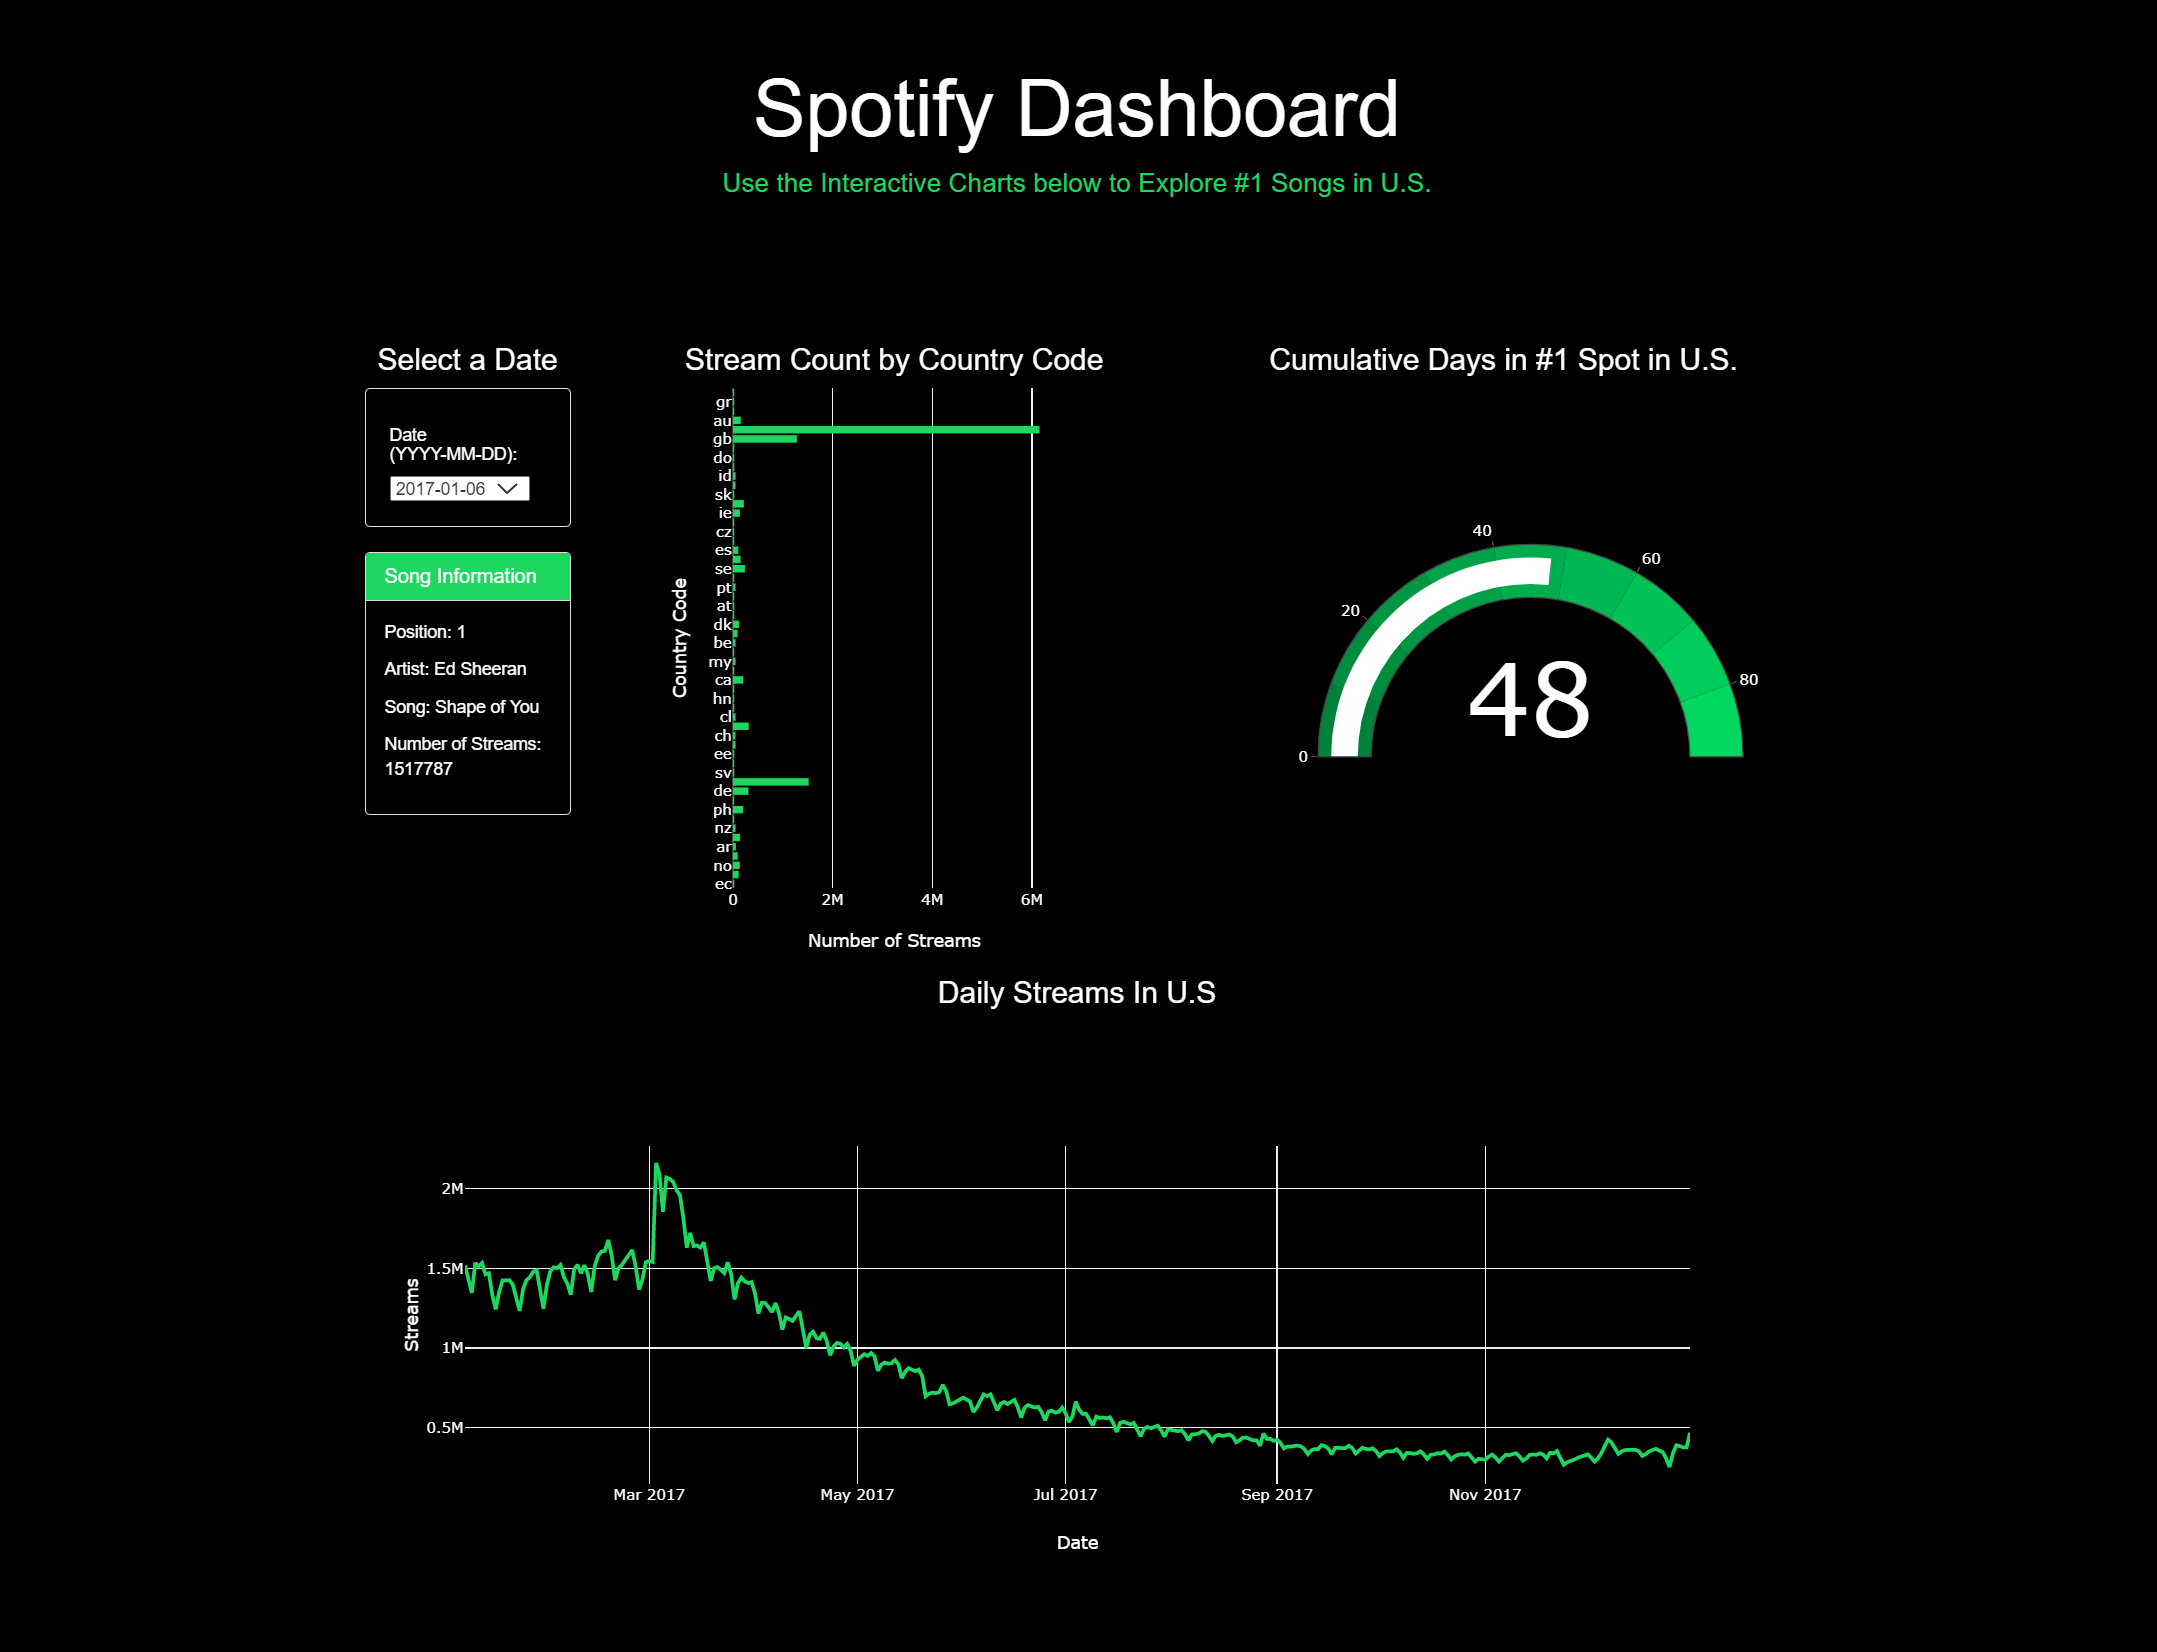 Spotify Dashboard
Use the Interactive Charts below to Explore #1 Songs in U.S.
Select a Date
Date
(YYYY-MM-DD):
2017-01-06
Song Information
Position: 1
Artist: Ed Sheeran
Song: Shape of You
Number of Streams:
1517787
Stream Count by Country Code
Country Code
gr
au
gb
do
id
sk
ie
cz
es
se
pt
at
dk
be
my
ca
hn
cl
ch
ee
sv
de
ph
nz
ar
no
ec
0 2M 4M 6M
Number of Streams
Cumulative Days in #1 Spot in U.S.
0
20
40
60
80
48
Daily Streams In U.S
Streams
2M
1.5M
1M
0.5M
Mar 2017 May 2017 Jul 2017 Sep 2017 Nov 2017
Date